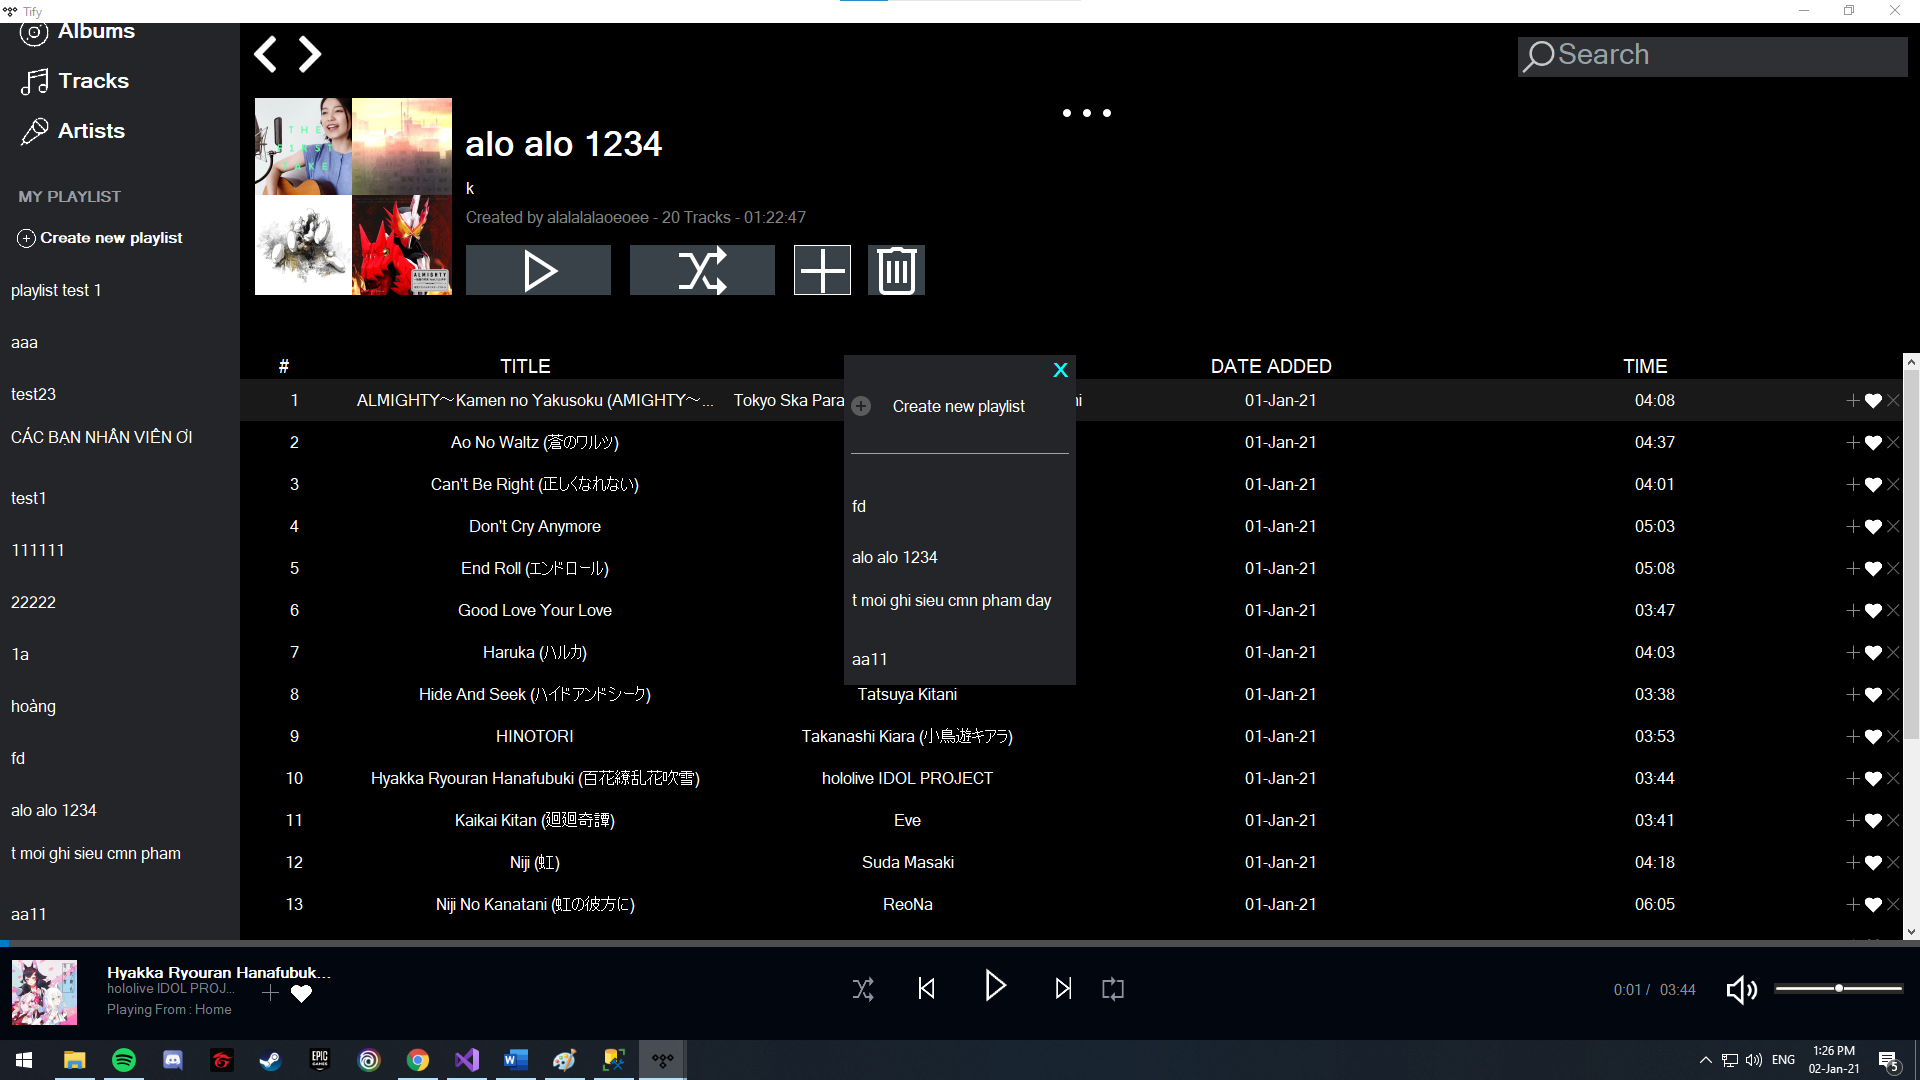 Tify
Albums
Tracks
Artists
MY PLAYLIST
Create new playlist
playlist test 1
aaa
test23
CÁC BẠN NHÂN VIÊN ƠI
test1
111111
22222
1a
hoàng
fd
alo alo 1234
t moi ghi sieu cmn pham
aa11
Search
THE
FIRST
TAKE
ALMIGHTY
alo alo 1234
k
Created by alalalalaoeoee - 20 Tracks - 01:22:47
# TITLE DATE ADDED TIME
1 ALMIGHTY～Kamen no Yakusoku (AMIGHTY～... Tokyo Ska Para 01-Jan-21 04:08
2 Ao No Waltz (蒼のワルツ) 01-Jan-21 04:37
3 Can't Be Right (正しくなれない) 01-Jan-21 04:01
4 Don't Cry Anymore 01-Jan-21 05:03
5 End Roll (エンドロール) 01-Jan-21 05:08
6 Good Love Your Love 01-Jan-21 03:47
7 Haruka (ハルカ) 01-Jan-21 04:03
8 Hide And Seek (ハイドアンドシーク) Tatsuya Kitani 01-Jan-21 03:38
9 HINOTORI Takanashi Kiara (小鳥遊キアラ) 01-Jan-21 03:53
10 Hyakka Ryouran Hanafubuki (百花繚乱花吹雪) hololive IDOL PROJECT 01-Jan-21 03:44
11 Kaikai Kitan (廻廻奇譚) Eve 01-Jan-21 03:41
12 Niji (虹) Suda Masaki 01-Jan-21 04:18
13 Niji No Kanatani (虹の彼方に) ReoNa 01-Jan-21 06:05
X
Create new playlist
fd
alo alo 1234
t moi ghi sieu cmn pham day
aa11
Hyakka Ryouran Hanafubuk...
hololive IDOL PROJ...
Playing From : Home
0:01 / 03:44
EPIC
GAMES
ENG
1:26 PM
02-Jan-21
5